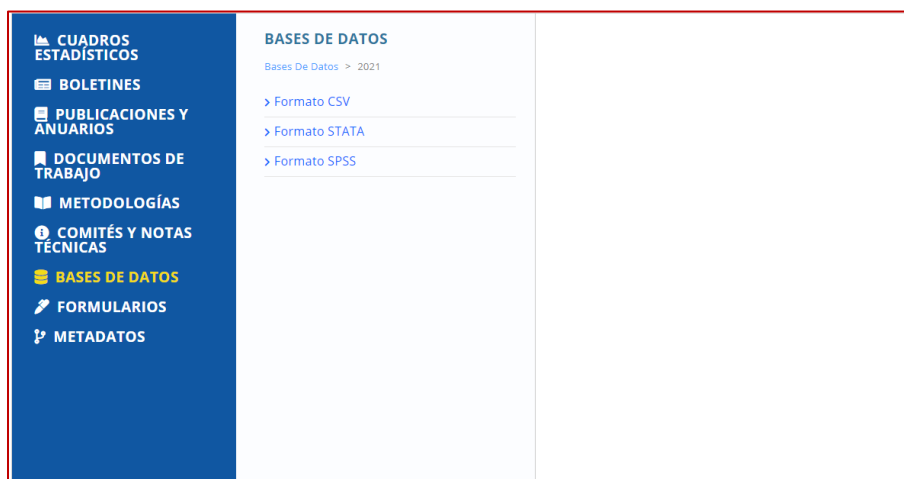 CUADROS
ESTADÍSTICOS
BOLETINES
PUBLICACIONES Y
ANUARIOS
DOCUMENTOS DE
TRABAJO
METODOLOGÍAS
COMITÉS Y NOTAS
TÉCNICAS
BASES DE DATOS
FORMULARIOS
METADATOS
BASES DE DATOS
Bases De Datos > 2021
Formato CSV
Formato STATA
Formato SPSS